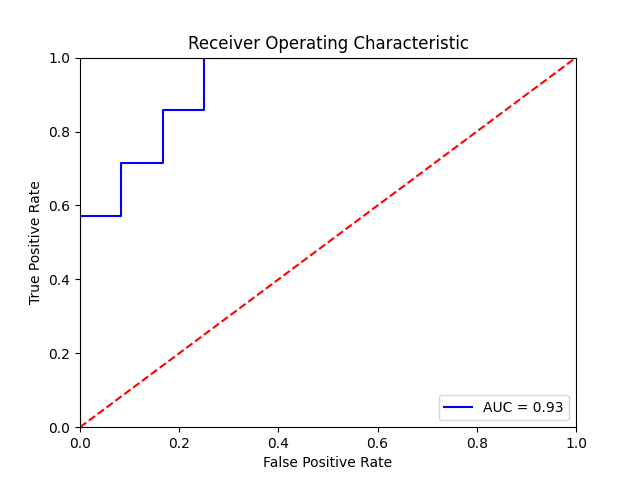 Receiver Operating Characteristic
1.0
0.8
0.6
0.4
0.2
0.0
True Positive Rate
AUC = 0.93
0.0 0.2 0.4 0.6 0.8 1.0
False Positive Rate